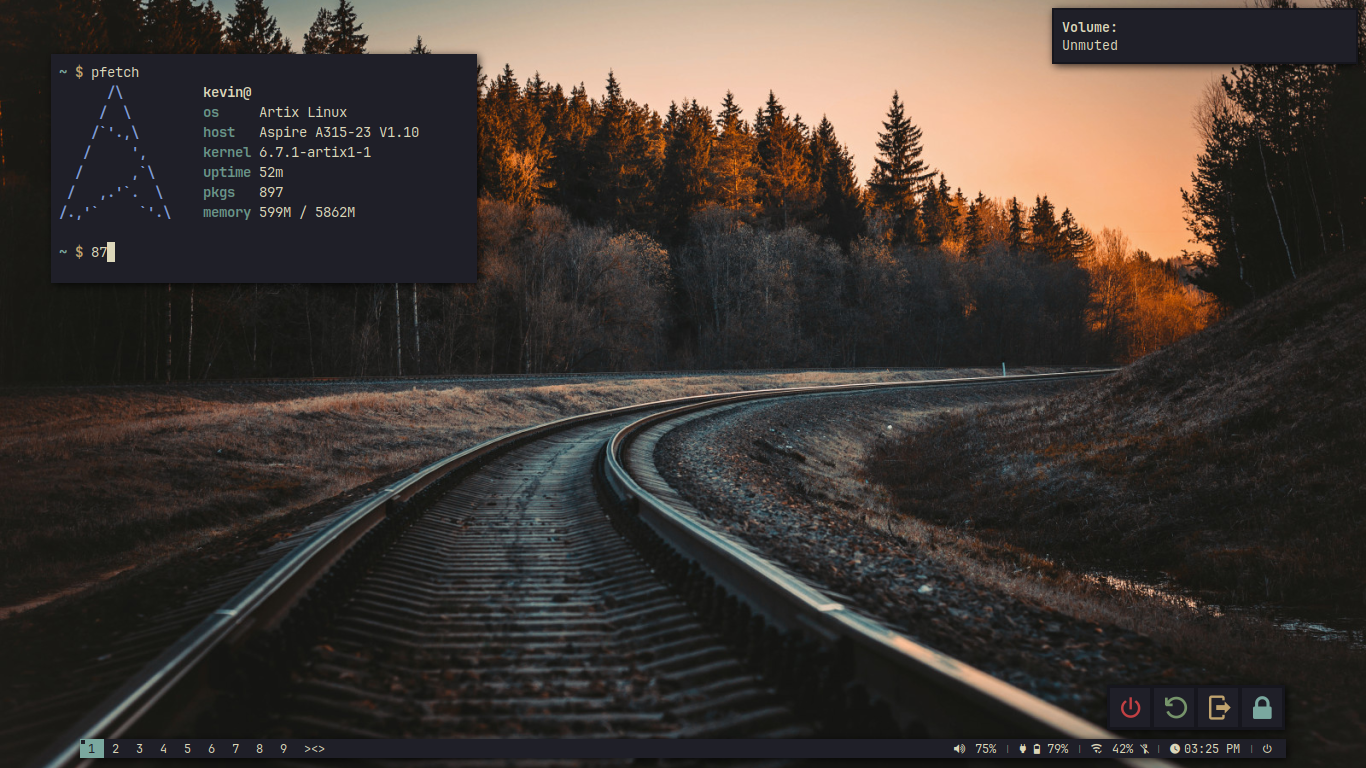 ~ $ pfetch
kevin@
os Artix Linux
host Aspire A315-23 V1.10
kernel 6.7.1-artix1-1
uptime 52m
pkgs 897
memory 599M / 5862M
~ $ 87
Volume:
Unmuted
1 2 3 4 5 6 7 8 9 ><> 75% | 79% | 42% | 03:25 PM |